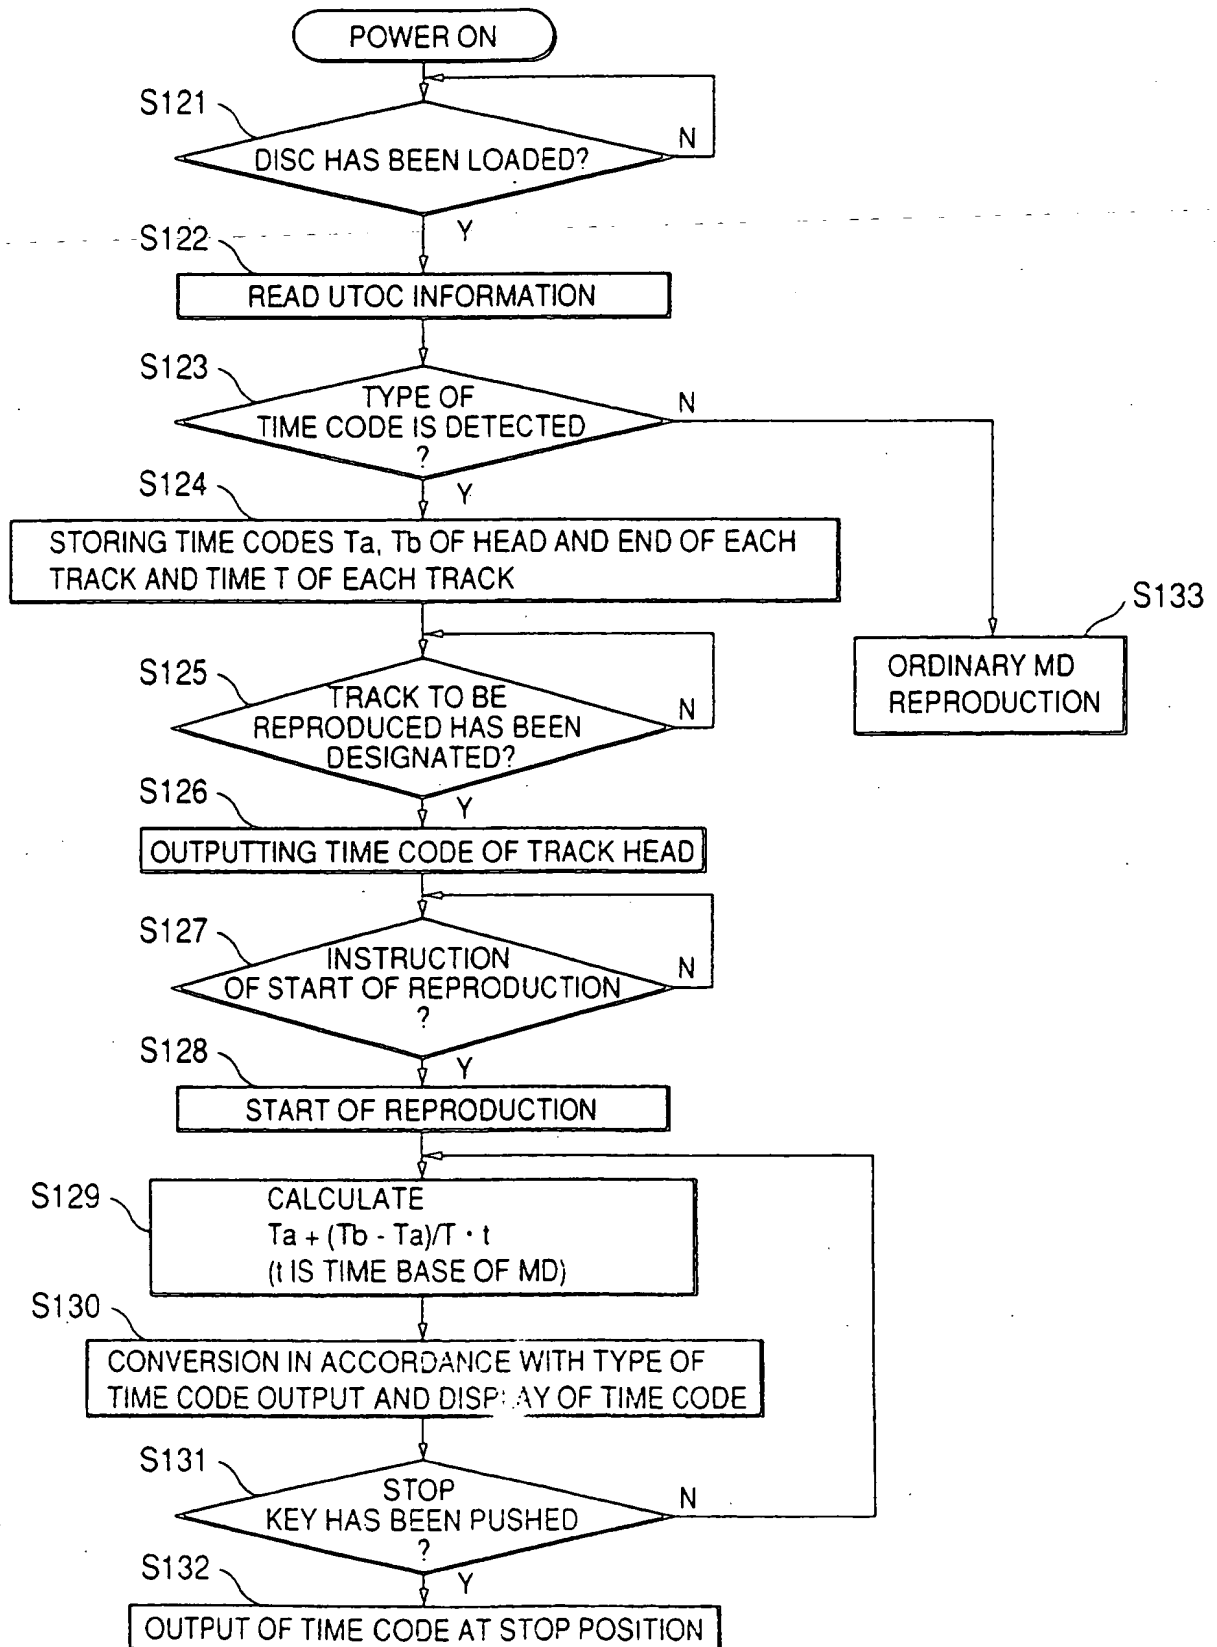 POWER ON
S121
N
DISC HAS BEEN LOADED?
Y
S122
READ UTOC INFORMATION
S123
TYPE OF
N
TIME CODE IS DETECTED
?
S124
Y
STORING TIME CODES Ta, Tb OF HEAD AND END OF EACH
TRACK AND TIME T OF EACH TRACK
S133
ORDINARY MD
REPRODUCTION
S125
TRACK TO BE
REPRODUCED HAS BEEN
N
DESIGNATED?
S126
Y
OUTPUTTING TIME CODE OF TRACK HEAD
S127
INSTRUCTION
N
OF START OF REPRODUCTION
?
S128
Y
START OF REPRODUCTION
S129
CALCULATE
Ta + (Tb - Ta)/T · t
(t IS TIME BASE OF MD)
S130
CONVERSION IN ACCORDANCE WITH TYPE OF
TIME CODE OUTPUT AND DISPLAY OF TIME CODE
S131
STOP
N
KEY HAS BEEN PUSHED
?
S132
Y
OUTPUT OF TIME CODE AT STOP POSITION